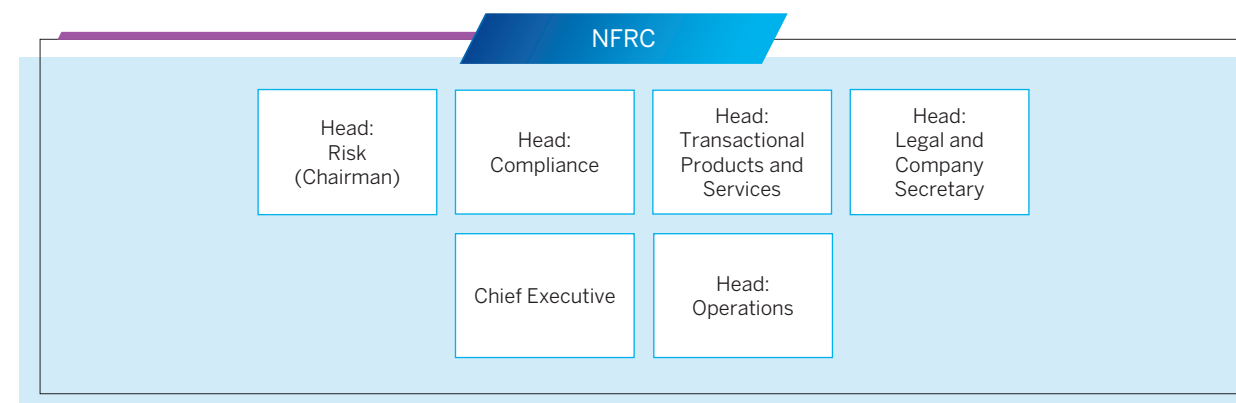 NFRC
Head:
Risk
(Chairman)
Head:
Compliance
Head:
Transactional
Products and
Services
Head:
Legal and
Company
Secretary
Chief Executive
Head:
Operations